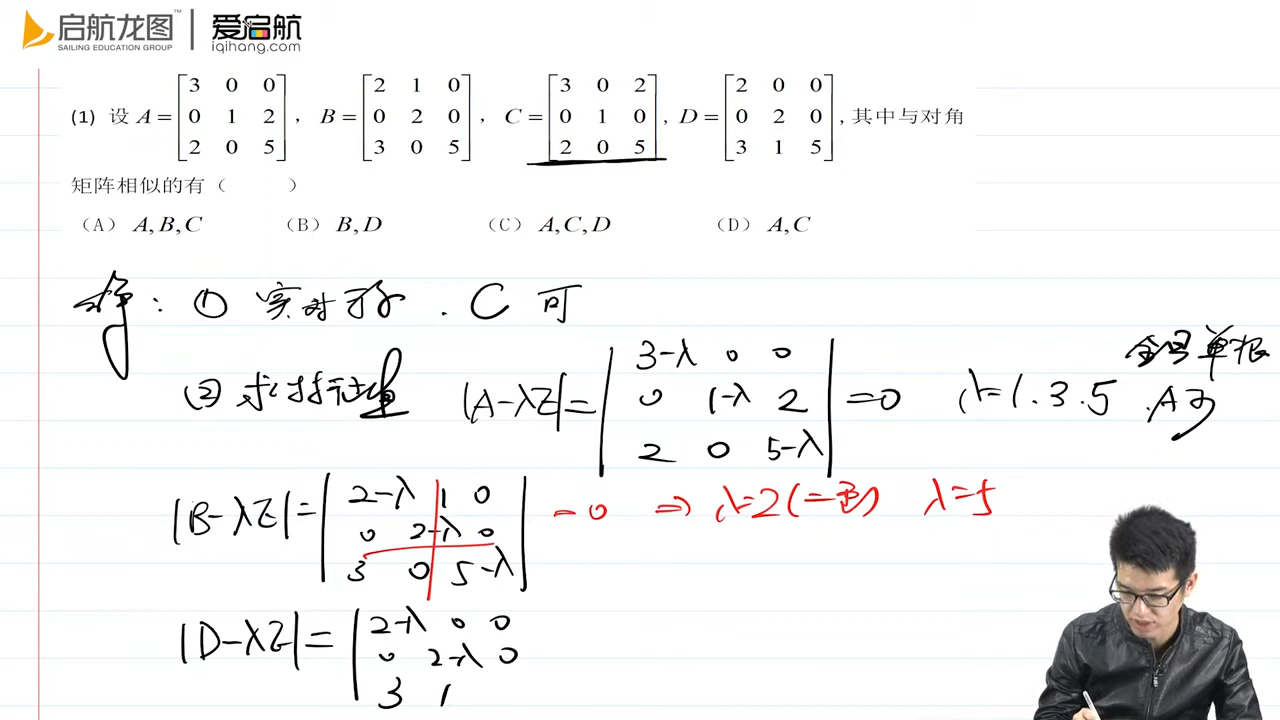 启航龙图 | 爱启航
SAILING EDUCATION GROUP iqihang.com
(1) 设 A = [3 0 0; 0 1 2; 2 0 5], B = [2 1 0; 0 2 0; 3 0 5], C = [3 0 2; 0 1 0; 2 0 5], D = [2 0 0; 0 2 0; 3 1 5], 其中与对角
矩阵相似的有( )
(A) A,B,C (B) B,D (C) A,C,D (D) A,C
解: ① 实对称. C 可
② 求特征值 |A-λE| = |3-λ 0 0; 0 1-λ 2; 2 0 5-λ| =0 λ=1.3.5 .A可
全是单根
|B-λE| = |2-λ 1 0; 0 2-λ 0; 3 0 5-λ| =0 ⇒ λ=2(二重) λ=5
|D-λE| = |2-λ 0 0; 0 2-λ 0; 3 1